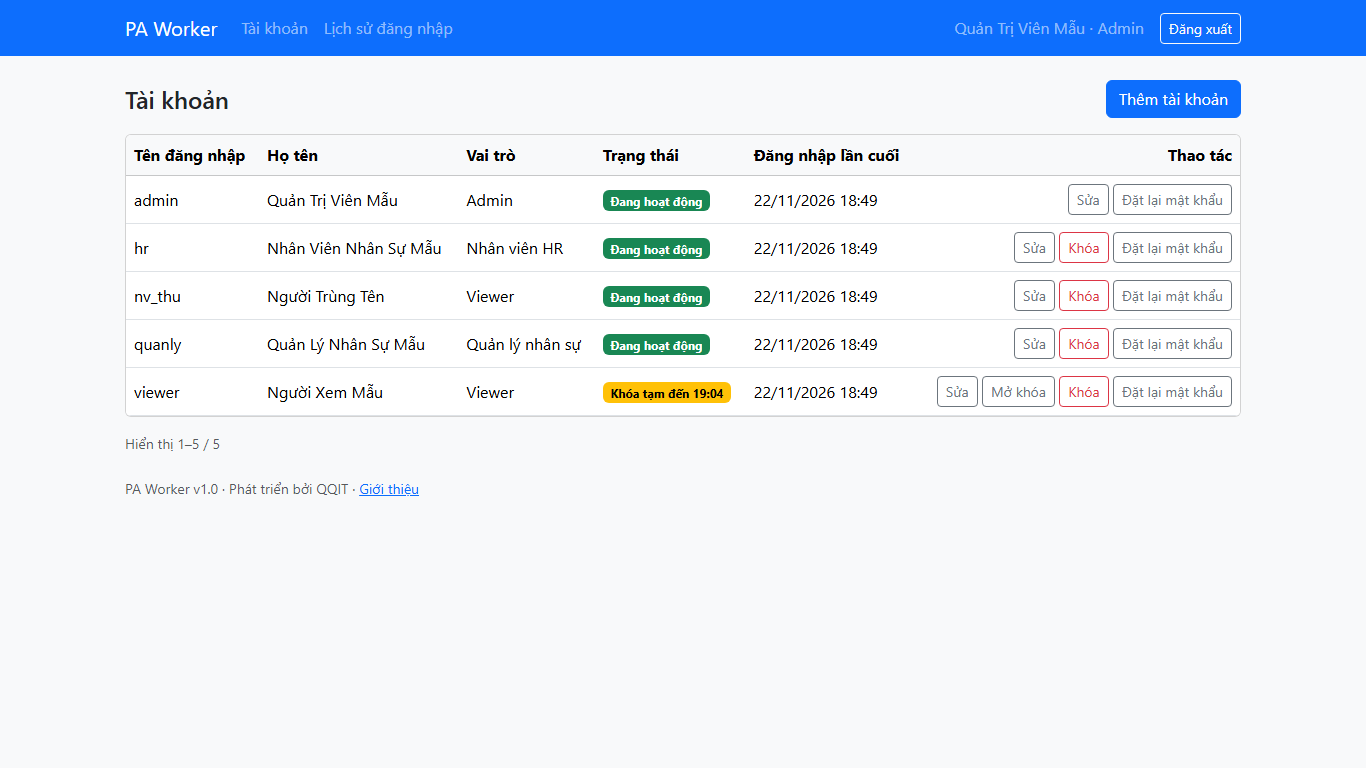 PA Worker Tài khoản Lịch sử đăng nhập Quản Trị Viên Mẫu · Admin Đăng xuất
Tài khoản Thêm tài khoản
Tên đăng nhập Họ tên Vai trò Trạng thái Đăng nhập lần cuối Thao tác
admin Quản Trị Viên Mẫu Admin Đang hoạt động 22/11/2026 18:49 Sửa Đặt lại mật khẩu
hr Nhân Viên Nhân Sự Mẫu Nhân viên HR Đang hoạt động 22/11/2026 18:49 Sửa Khóa Đặt lại mật khẩu
nv_thu Người Trùng Tên Viewer Đang hoạt động 22/11/2026 18:49 Sửa Khóa Đặt lại mật khẩu
quanly Quản Lý Nhân Sự Mẫu Quản lý nhân sự Đang hoạt động 22/11/2026 18:49 Sửa Khóa Đặt lại mật khẩu
viewer Người Xem Mẫu Viewer Khóa tạm đến 19:04 22/11/2026 18:49 Sửa Mở khóa Khóa Đặt lại mật khẩu
Hiển thị 1–5 / 5
PA Worker v1.0 · Phát triển bởi QQIT · Giới thiệu